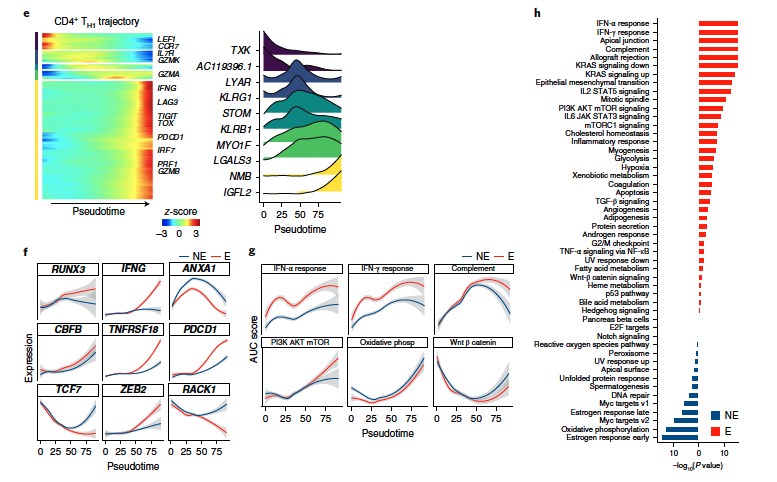 e
CD4+ TH1 trajectory
LEF1
CCR7
IL7R
GZMK
GZMA
IFNG
LAG3
TIGIT
TOX
PDCD1
IRF7
PRF1
GZMB
Pseudotime
z-score
–3 0 3
TXK
AC119396.1
LYAR
KLRG1
STOM
KLRB1
MYO1F
LGALS3
NMB
IGFL2
0 25 50 75
Pseudotime
f
NE E
RUNX3 IFNG ANXA1
CBFB TNFRSF18 PDCD1
TCF7 ZEB2 RACK1
Expression
0 25 50 75 0 25 50 75 0 25 50 75
Pseudotime
g
NE E
IFN-α response IFN-γ response Complement
PI3K AKT mTOR Oxidative phosp Wnt β catenin
AUC score
0 25 50 75 0 25 50 75 0 25 50 75
Pseudotime
h
IFN-α response
IFN-γ response
Apical junction
Complement
Allograft rejection
KRAS signaling down
KRAS signaling up
Epithelial mesenchymal transition
IL2 STAT5 signaling
Mitotic spindle
PI3K AKT mTOR signaling
IL6 JAK STAT3 signaling
mTORC1 signaling
Cholesterol homeostasis
Inflammatory response
Myogenesis
Glycolysis
Hypoxia
Xenobiotic metabolism
Coagulation
Apoptosis
TGF-β signaling
Angiogenesis
Adipogenesis
Protein secretion
Androgen response
G2/M checkpoint
TNF-α signaling via NF-κB
UV response down
Fatty acid metabolism
Wnt-β catenin signaling
Heme metabolism
p53 pathway
Bile acid metabolism
Hedgehog signaling
Pancreas beta cells
E2F targets
Notch signaling
Reactive oxygen species pathway
Peroxisome
UV response up
Apical surface
Unfolded protein response
Spermatogenesis
DNA repair
Myc targets v1
Estrogen response late
Myc targets v2
Oxidative phosphorylation
Estrogen response early
NE
E
10 0 10
–log10(P value)